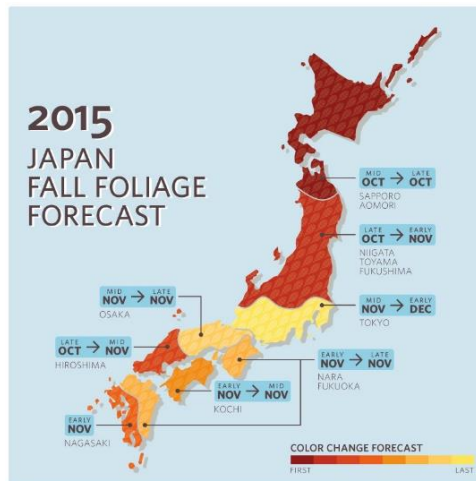 2015
JAPAN
FALL FOLIAGE
FORECAST
MID OCT → LATE OCT
SAPPORO
AOMORI
LATE OCT → EARLY NOV
NIIGATA
TOYAMA
FUKUSHIMA
MID NOV → LATE NOV
OSAKA
MID NOV → EARLY DEC
TOKYO
LATE OCT → MID NOV
HIROSHIMA
EARLY NOV → LATE NOV
NARA
FUKUOKA
EARLY NOV → MID NOV
KOCHI
EARLY NOV
NAGASAKI
COLOR CHANGE FORECAST
FIRST
LAST